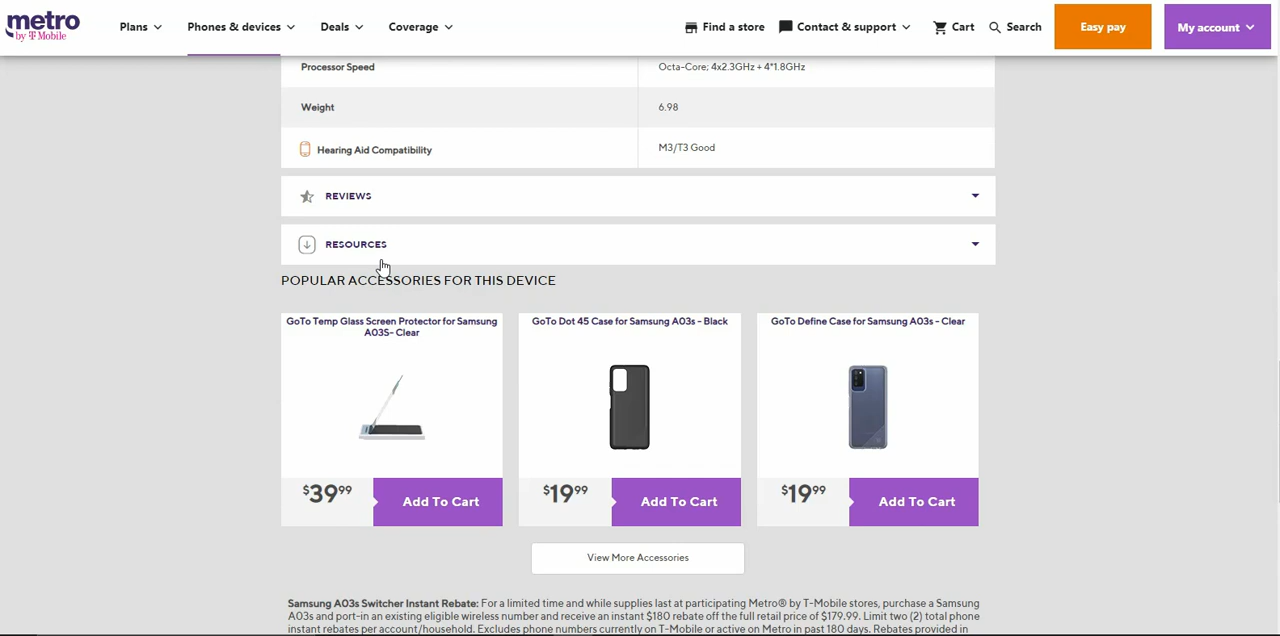 metro
by T Mobile
Plans
Phones & devices
Deals
Coverage
Find a store
Contact & support
Cart
Search
Easy pay
My account
Processor Speed
Octa-Core; 4x2.3GHz + 4*1.8GHz
Weight
6.98
Hearing Aid Compatibility
M3/T3 Good
REVIEWS
RESOURCES
POPULAR ACCESSORIES FOR THIS DEVICE
GoTo Temp Glass Screen Protector for Samsung
A03S- Clear
GoTo Dot 45 Case for Samsung A03s - Black
GoTo Define Case for Samsung A03s - Clear
$39.99
Add To Cart
$19.99
Add To Cart
$19.99
Add To Cart
View More Accessories
Samsung A03s Switcher Instant Rebate: For a limited time and while supplies last at participating Metro® by T-Mobile stores, purchase a Samsung
A03s and port-in an existing eligible wireless number and receive an instant $180 rebate off the full retail price of $179.99. Limit two (2) total phone
instant rebates per account/household. Excludes phone numbers currently on T-Mobile or active on Metro in past 180 days. Rebates provided in